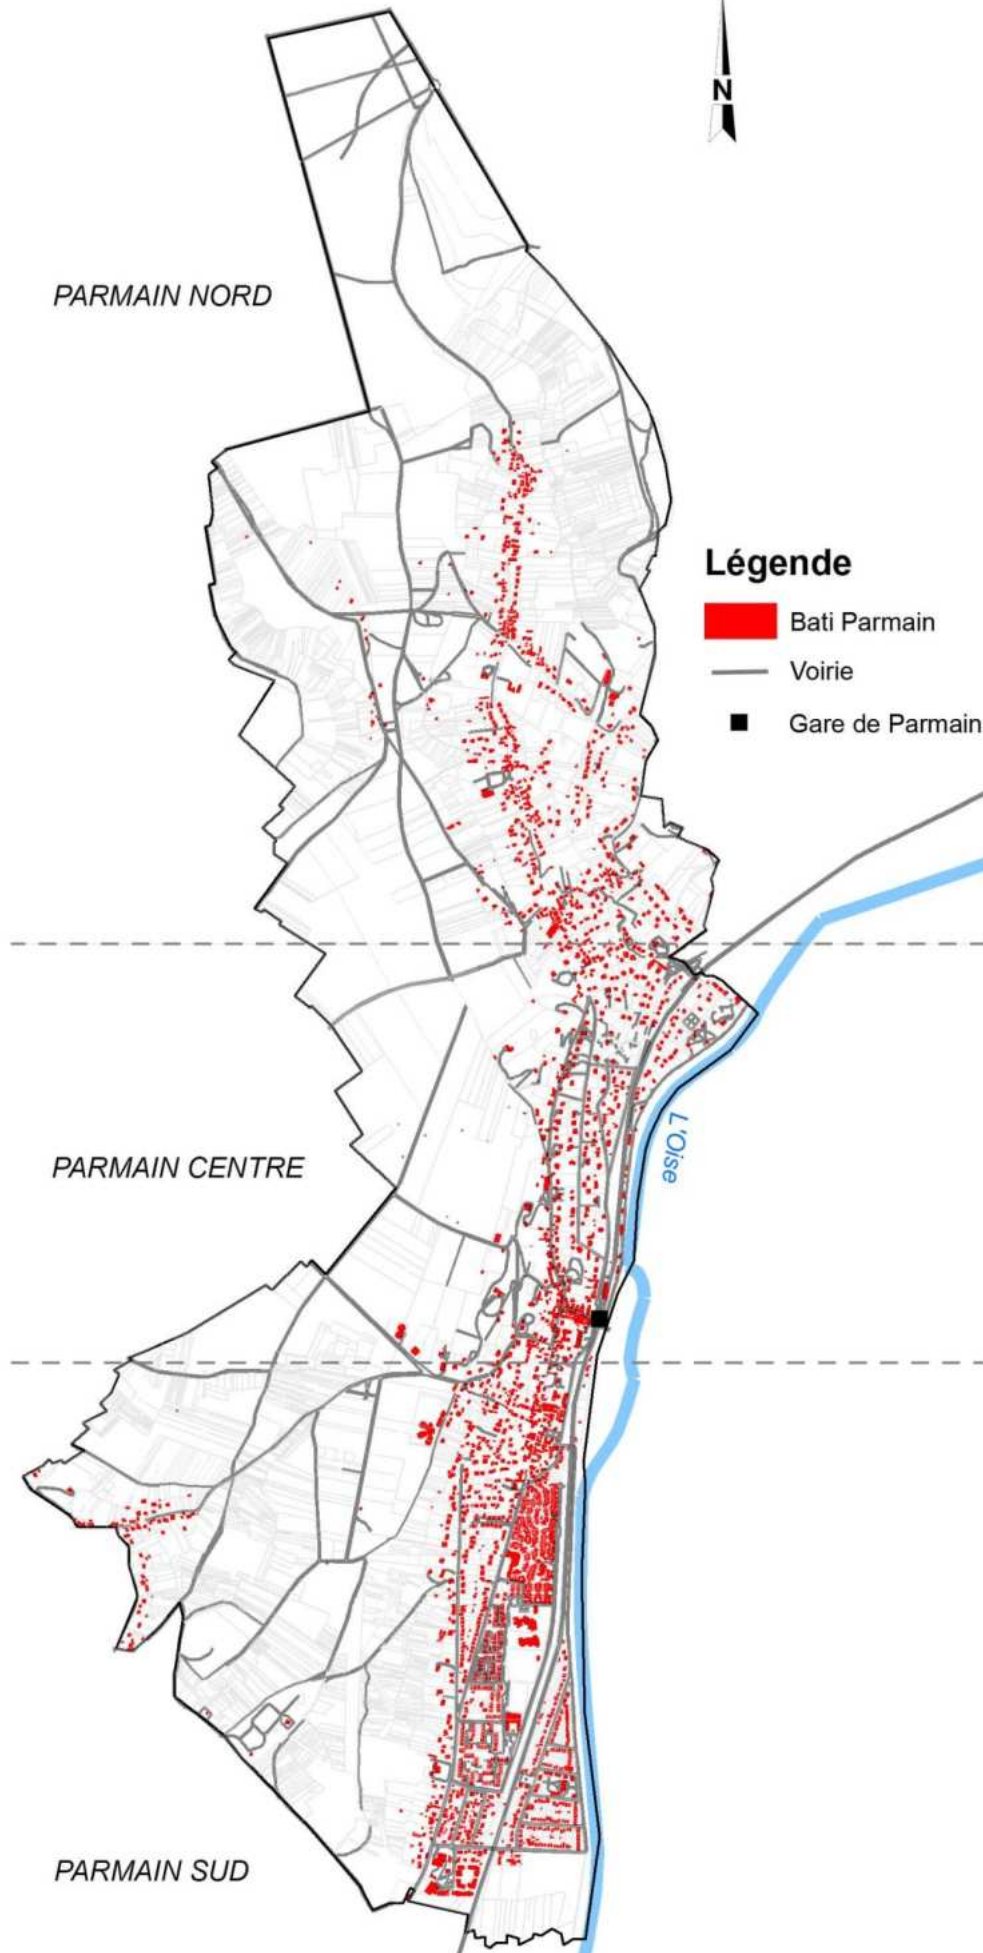 N
PARMAIN NORD
Légende
Bati Parmain
Voirie
Gare de Parmain
L'Oise
PARMAIN CENTRE
PARMAIN SUD